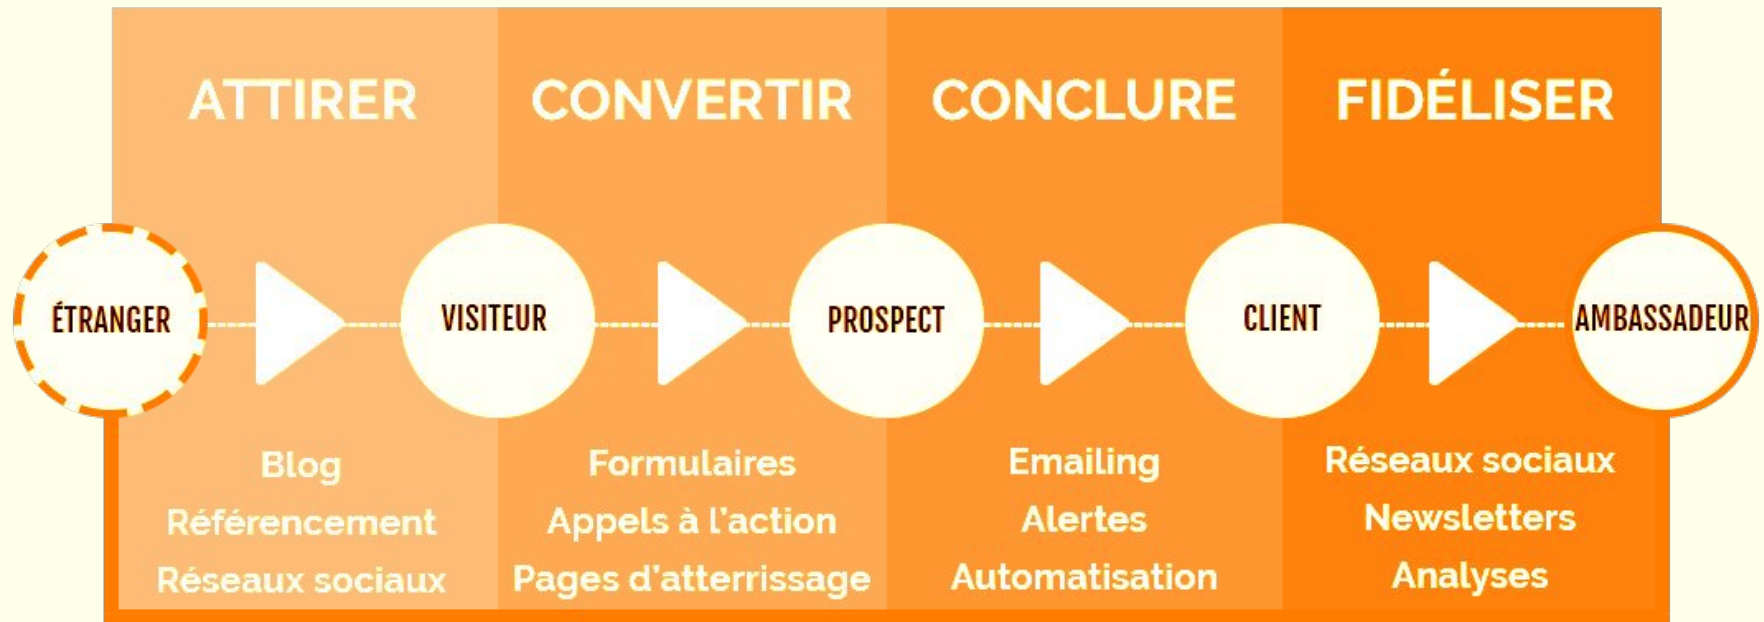 ATTIRER
CONVERTIR
CONCLURE
FIDÉLISER
ÉTRANGER
VISITEUR
PROSPECT
CLIENT
AMBASSADEUR
Blog
Référencement
Réseaux sociaux
Formulaires
Appels à l'action
Pages d'atterrissage
Emailing
Alertes
Automatisation
Réseaux sociaux
Newsletters
Analyses